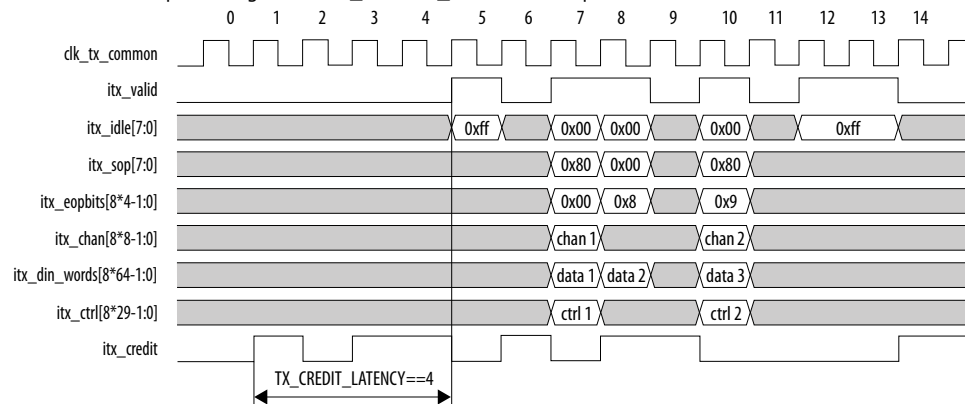 0 1 2 3 4 5 6 7 8 9 10 11 12 13 14
clk_tx_common
itx_valid
itx_idle[7:0] 0xff 0x00 0x00 0x00 0xff
itx_sop[7:0] 0x80 0x00 0x80
itx_eopbits[8*4-1:0] 0x00 0x8 0x9
itx_chan[8*8-1:0] chan 1 chan 2
itx_din_words[8*64-1:0] data 1 data 2 data 3
itx_ctrl[8*29-1:0] ctrl 1 ctrl 2
itx_credit
TX_CREDIT_LATENCY==4